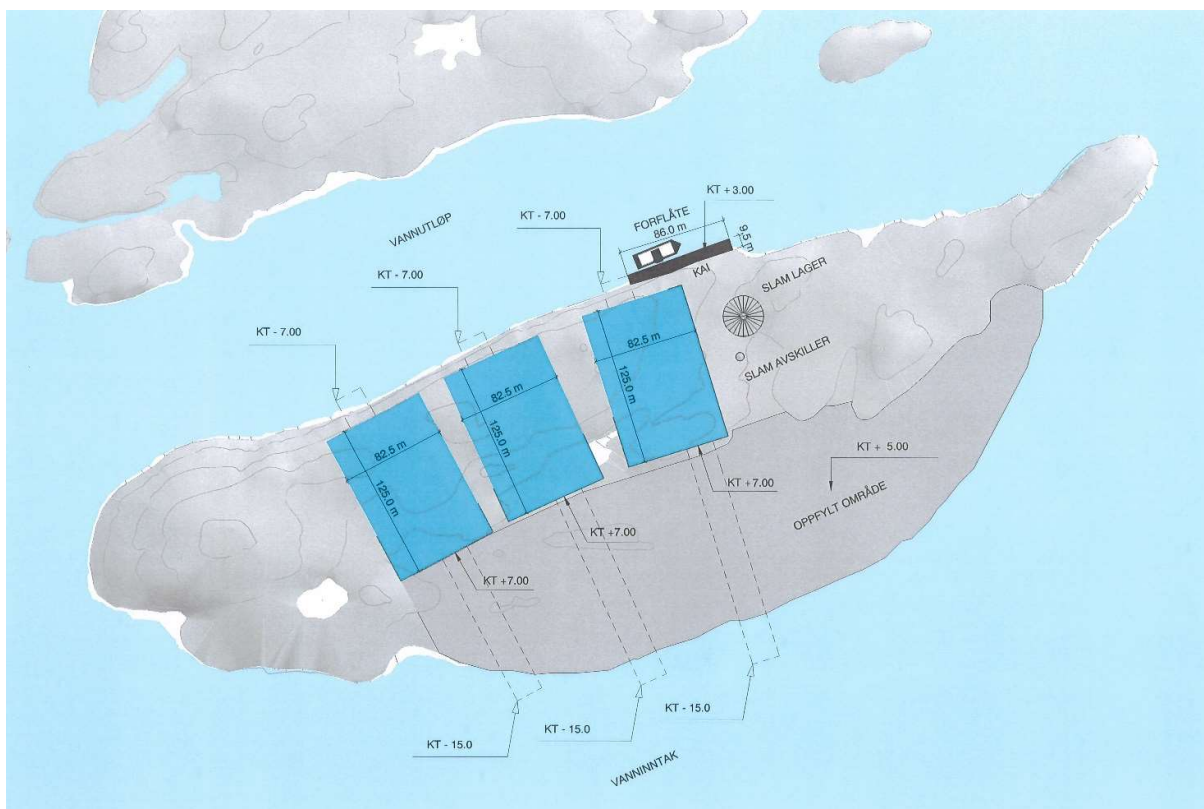 KT + 3.00
KT - 7.00
FORFLÅTE
86.0 m
9.5 m
VANNUTLØP
KAI
KT - 7.00
SLAM LAGER
KT - 7.00
82.5 m
125.0 m
SLAM AVSKILLER
82.5 m
125.0 m
82.5 m
125.0 m
KT + 5.00
KT +7.00
OPPFYLT OMRÅDE
KT +7.00
KT +7.00
KT - 15.0
KT - 15.0
KT - 15.0
VANNINNTAK